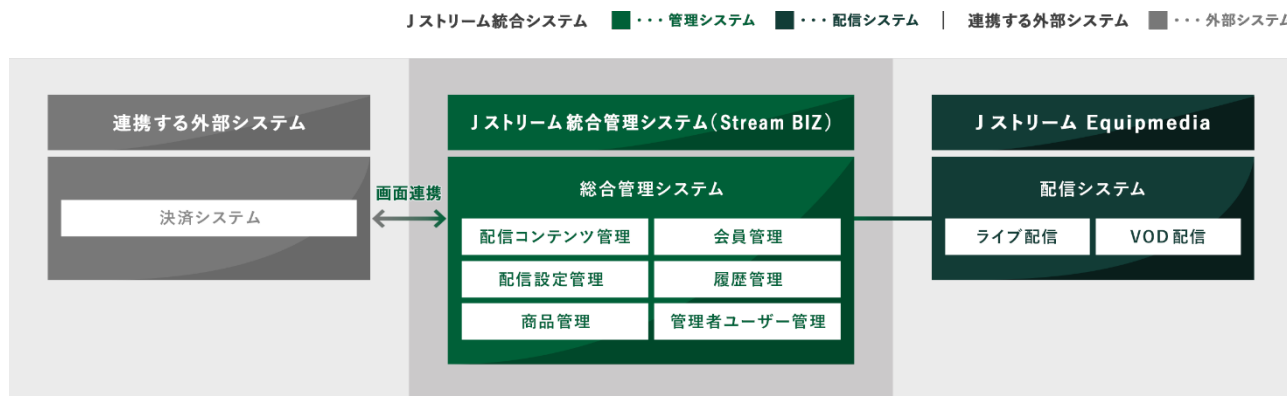 Jストリーム統合システム ■・・・管理システム ■・・・配信システム | 連携する外部システム ■・・・外部システム
連携する外部システム
決済システム
画面連携
Jストリーム統合管理システム(Stream BIZ)
総合管理システム
配信コンテンツ管理 会員管理
配信設定管理 履歴管理
商品管理 管理者ユーザー管理
Jストリーム Equipmedia
配信システム
ライブ配信 VOD配信